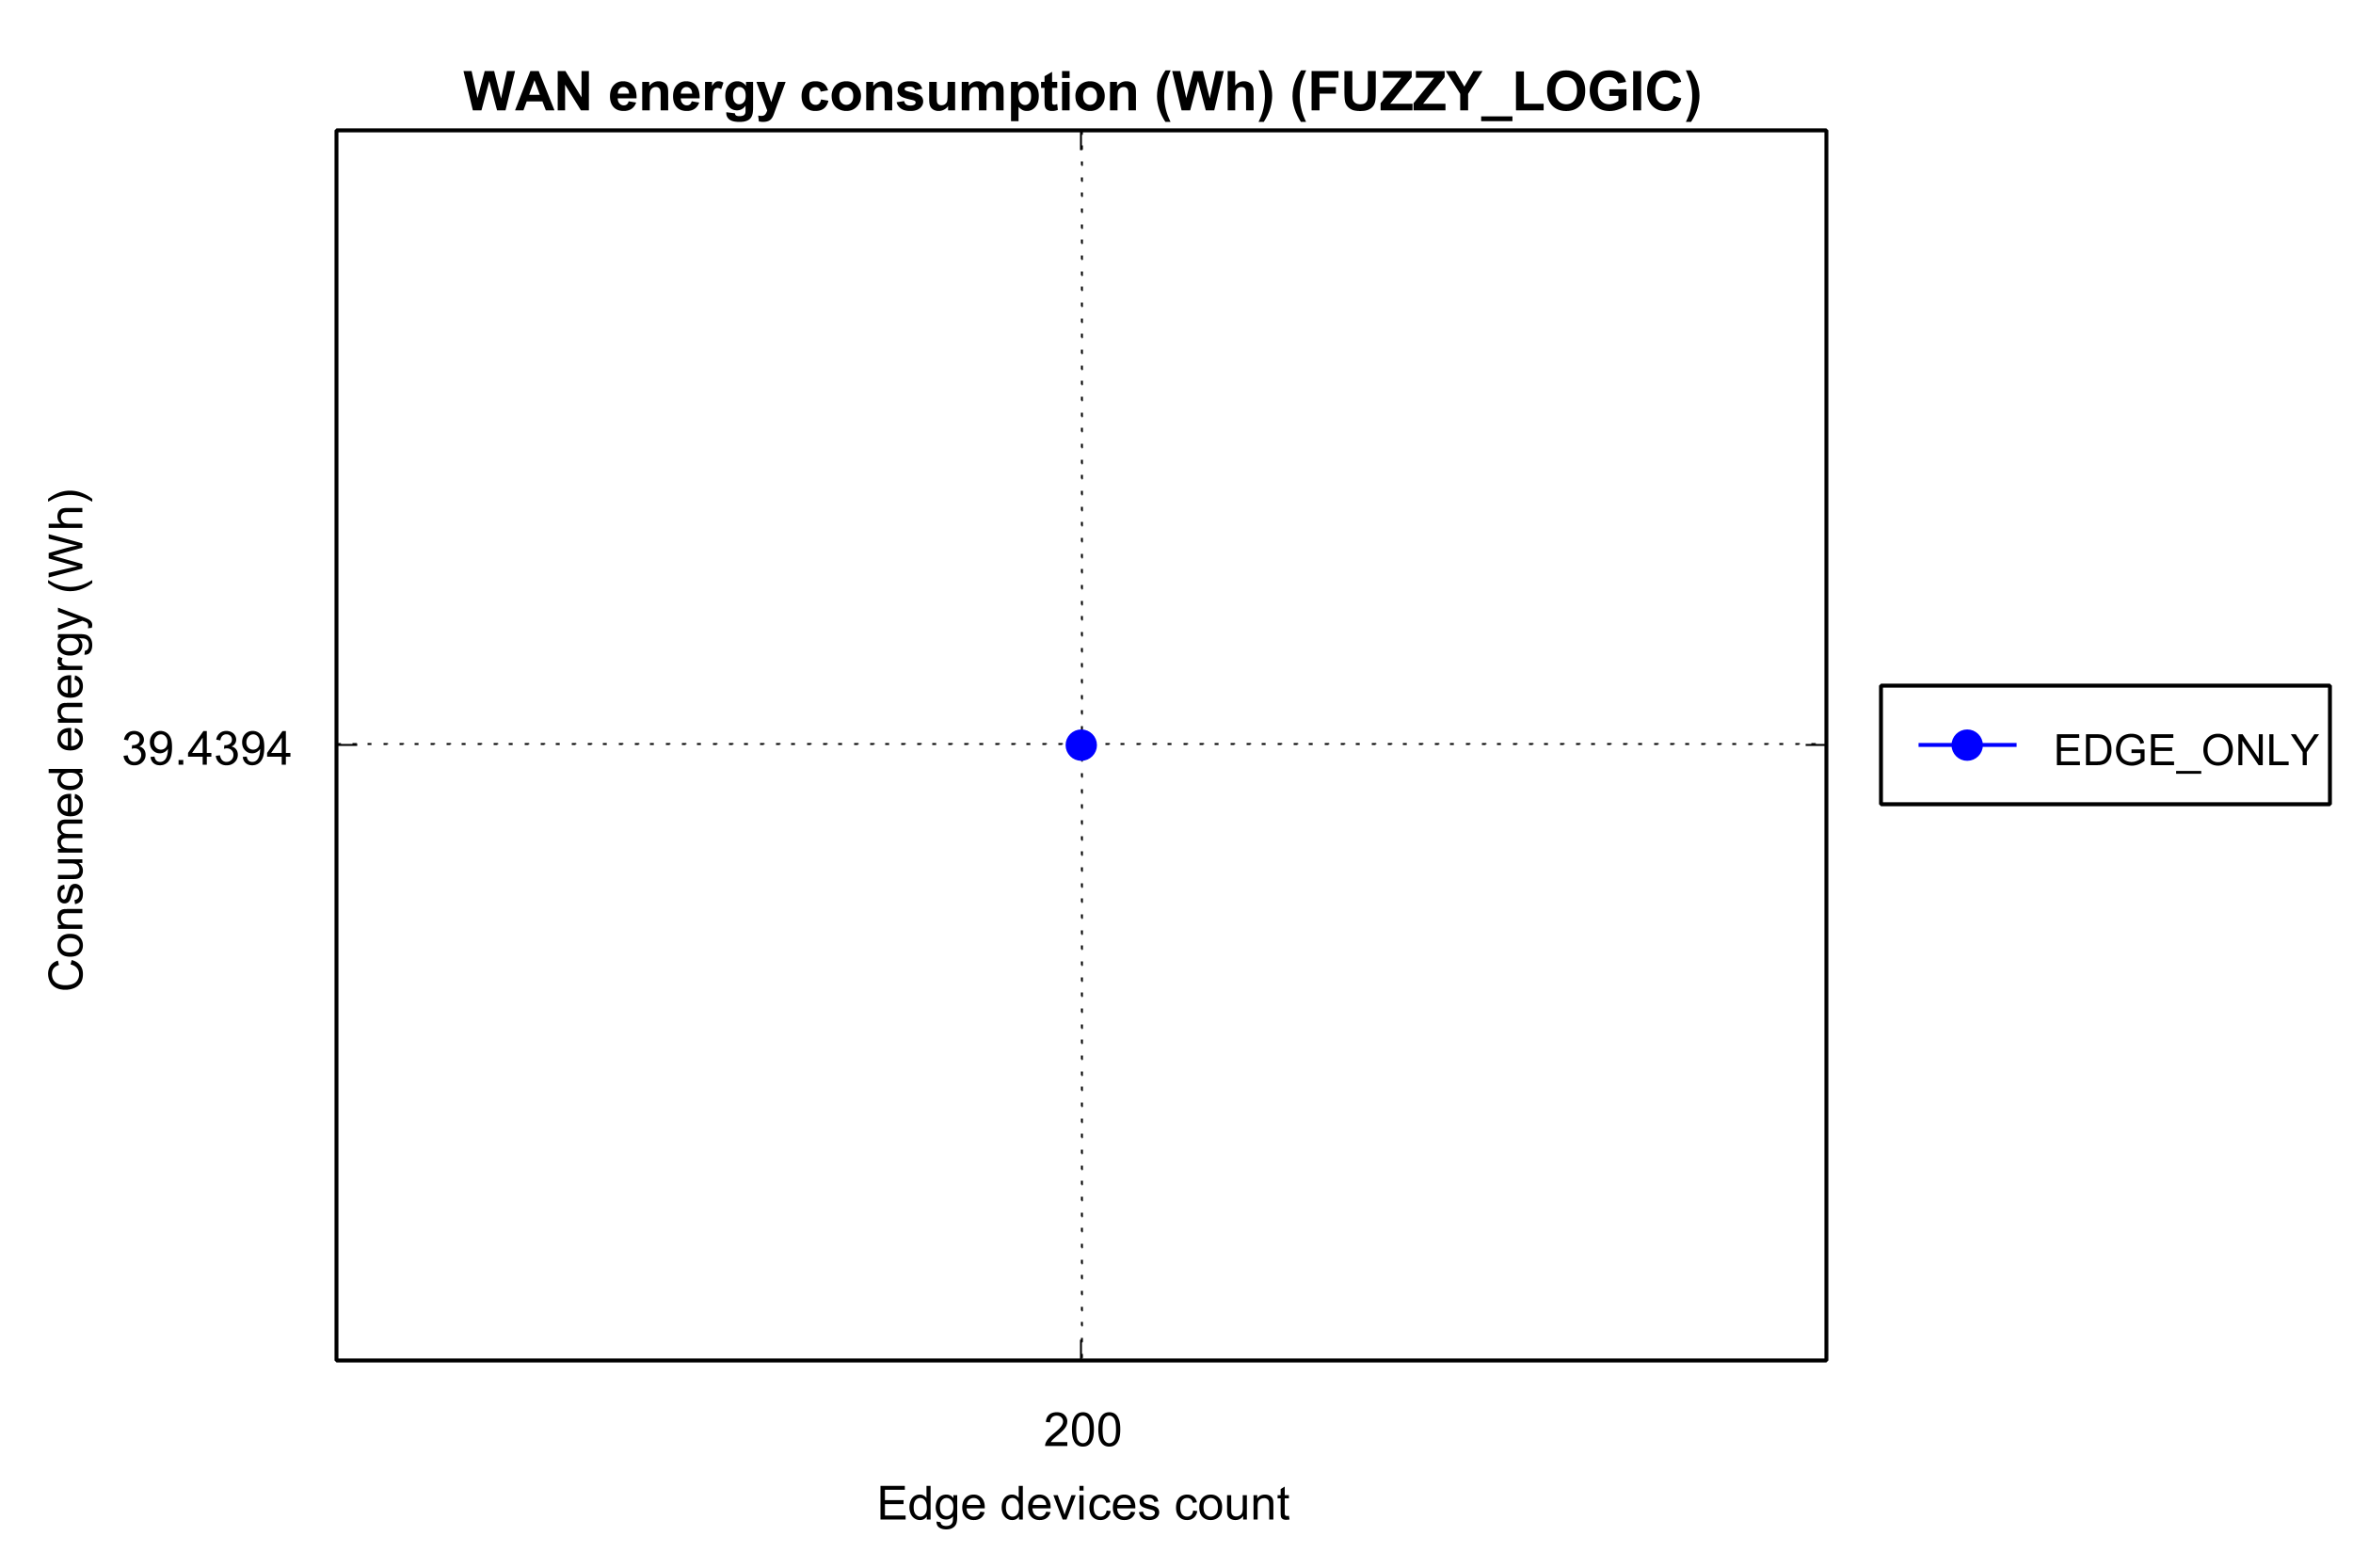 WAN energy consumption (Wh) (FUZZY_LOGIC)
Consumed energy (Wh)
39.4394
EDGE_ONLY
200
Edge devices count